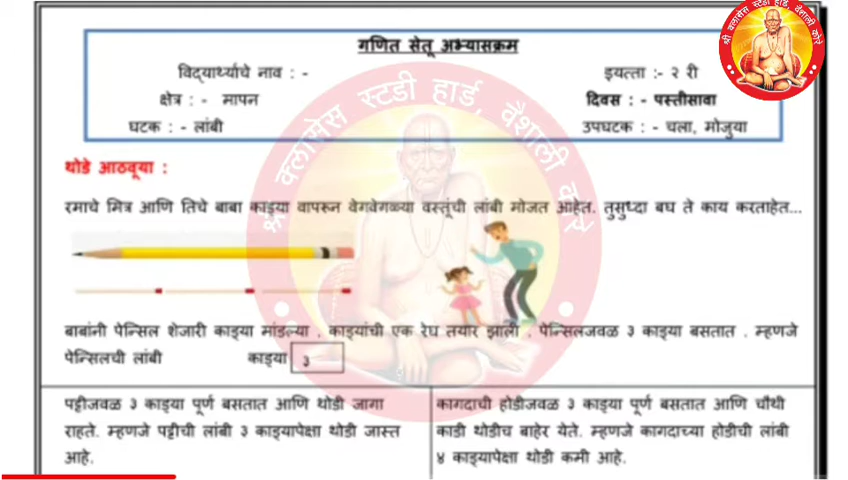 श्री क्लासेस स्टडी हार्ड, वैशाली कोरे
गणित सेतू अभ्यासक्रम
विद्यार्थ्याचे नाव : - इयत्ता :- २ री
क्षेत्र : - मापन दिवस : - पस्तीसावा
घटक : - लांबी उपघटक : - चला, मोजुया
थोडे आठवूया :
रमाचे मित्र आणि तिचे बाबा काड्या वापरून वेगवेगळ्या वस्तूंची लांबी मोजत आहेत. तुसुध्दा बघ ते काय करताहेत...
बाबांनी पेन्सिल शेजारी काड्या मांडल्या . काड्यांची एक रेघ तयार झाली . पेन्सिलजवळ ३ काड्या बसतात . म्हणजे
पेन्सिलची लांबी काड्या ३
पट्टीजवळ ३ काड्या पूर्ण बसतात आणि थोडी जागा
राहते. म्हणजे पट्टीची लांबी ३ काड्यापेक्षा थोडी जास्त
आहे.
कागदाची होडीजवळ ३ काड्या पूर्ण बसतात आणि चौथी
काडी थोडीच बाहेर येते. म्हणजे कागदाच्या होडीची लांबी
४ काड्यापेक्षा थोडी कमी आहे.